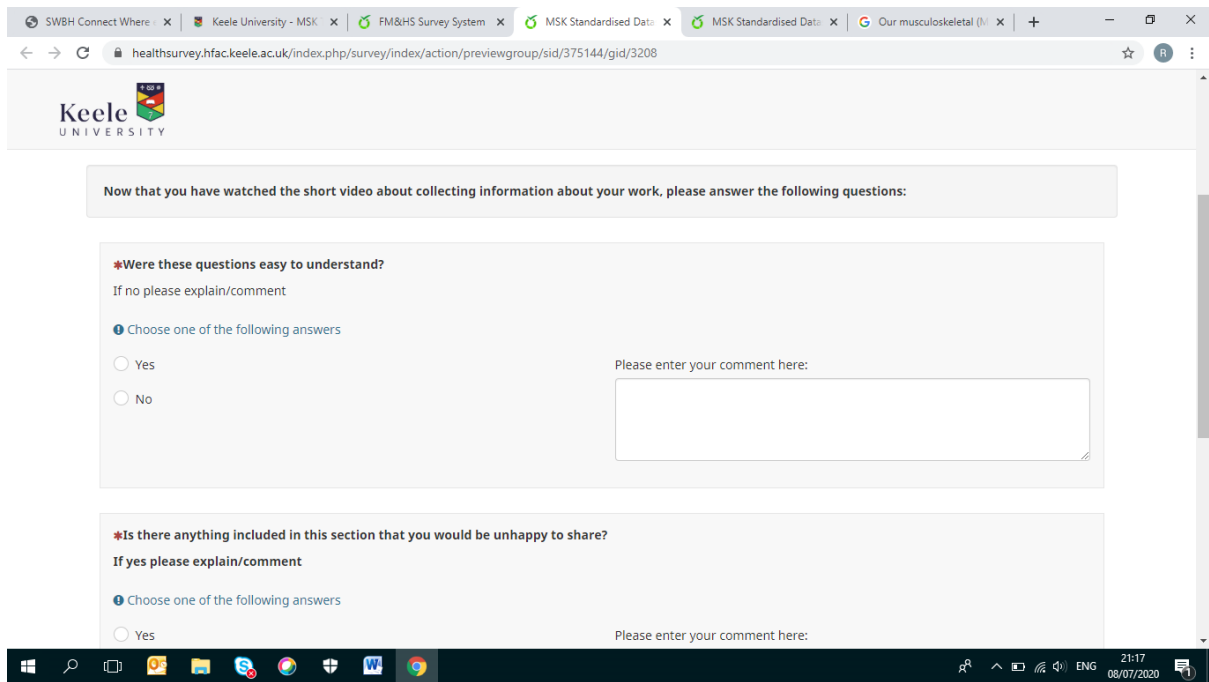 SWBH Connect Where
Keele University - MSK
FM&HS Survey System
MSK Standardised Data
MSK Standardised Data
Our musculoskeletal (M
healthsurvey.hfac.keele.ac.uk/index.php/survey/index/action/previewgroup/sid/375144/gid/3208
R
Keele
UNIVERSITY
Now that you have watched the short video about collecting information about your work, please answer the following questions:
*Were these questions easy to understand?
If no please explain/comment
Choose one of the following answers
Yes
Please enter your comment here:
No
*Is there anything included in this section that you would be unhappy to share?
If yes please explain/comment
Choose one of the following answers
Yes
Please enter your comment here:
ENG
21:17
08/07/2020